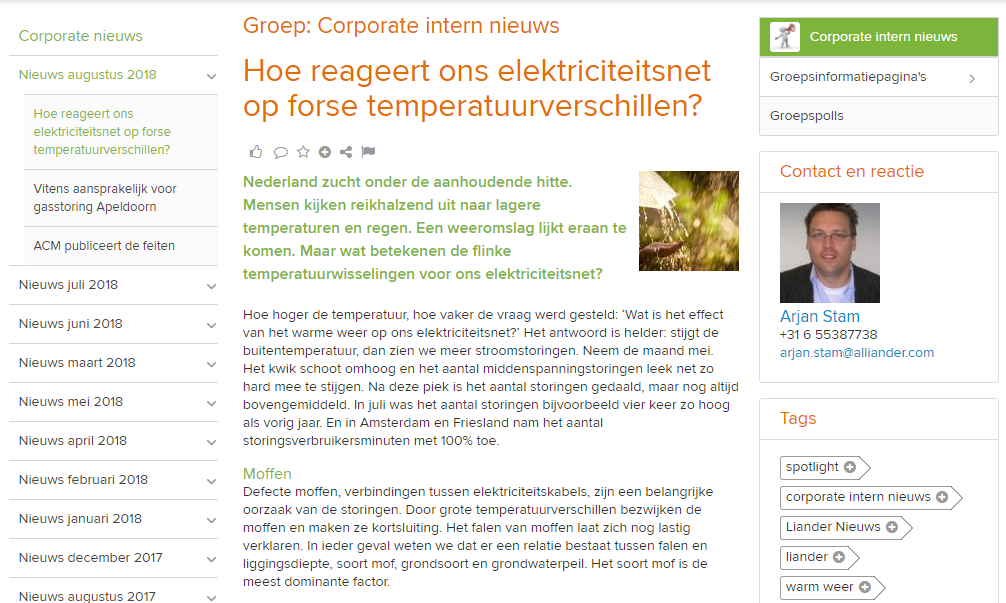 Corporate nieuws
Nieuws augustus 2018
Hoe reageert ons
elektriciteitsnet op forse
temperatuurverschillen?
Vitens aansprakelijk voor
gasstoring Apeldoorn
ACM publiceert de feiten
Nieuws juli 2018
Nieuws juni 2018
Nieuws maart 2018
Nieuws mei 2018
Nieuws april 2018
Nieuws februari 2018
Nieuws januari 2018
Nieuws december 2017
Nieuws augustus 2017
Groep: Corporate intern nieuws
Hoe reageert ons elektriciteitsnet
op forse temperatuurverschillen?
Nederland zucht onder de aanhoudende hitte.
Mensen kijken reikhalzend uit naar lagere
temperaturen en regen. Een weeromslag lijkt eraan te
komen. Maar wat betekenen de flinke
temperatuurwisselingen voor ons elektriciteitsnet?
Hoe hoger de temperatuur, hoe vaker de vraag werd gesteld: ‘Wat is het effect
van het warme weer op ons elektriciteitsnet?’ Het antwoord is helder: stijgt de
buitentemperatuur, dan zien we meer stroomstoringen. Neem de maand mei.
Het kwik schoot omhoog en het aantal middenspanningstoringen leek net zo
hard mee te stijgen. Na deze piek is het aantal storingen gedaald, maar nog altijd
bovengemiddeld. In juli was het aantal storingen bijvoorbeeld vier keer zo hoog
als vorig jaar. En in Amsterdam en Friesland nam het aantal
storingsverbruikersminuten met 100% toe.
Moffen
Defecte moffen, verbindingen tussen elektriciteitskabels, zijn een belangrijke
oorzaak van de storingen. Door grote temperatuurverschillen bezwijken de
moffen en maken ze kortsluiting. Het falen van moffen laat zich nog lastig
verklaren. In ieder geval weten we dat er een relatie bestaat tussen falen en
liggingsdiepte, soort mof, grondsoort en grondwaterpeil. Het soort mof is de
meest dominante factor.
Corporate intern nieuws
Groepsinformatiepagina's
Groepspolls
Contact en reactie
Arjan Stam
+31 6 55387738
arjan.stam@alliander.com
Tags
spotlight
corporate intern nieuws
Liander Nieuws
liander
warm weer